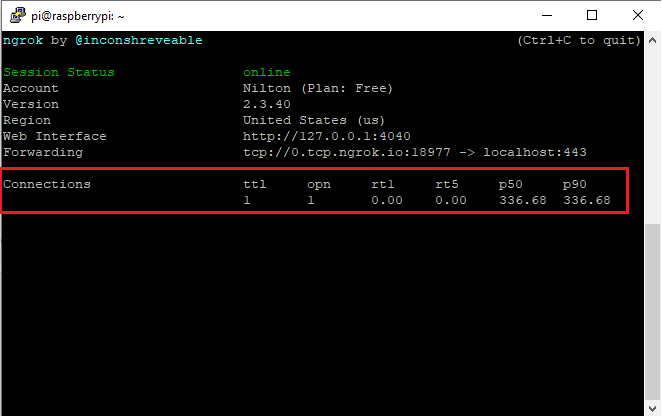 pi@raspberrypi: ~
ngrok by @inconshreveable (Ctrl+C to quit)
Session Status online
Account Nilton (Plan: Free)
Version 2.3.40
Region United States (us)
Web Interface http://127.0.0.1:4040
Forwarding tcp://0.tcp.ngrok.io:18977 -> localhost:443
Connections ttl opn rt1 rt5 p50 p90
1 1 0.00 0.00 336.68 336.68